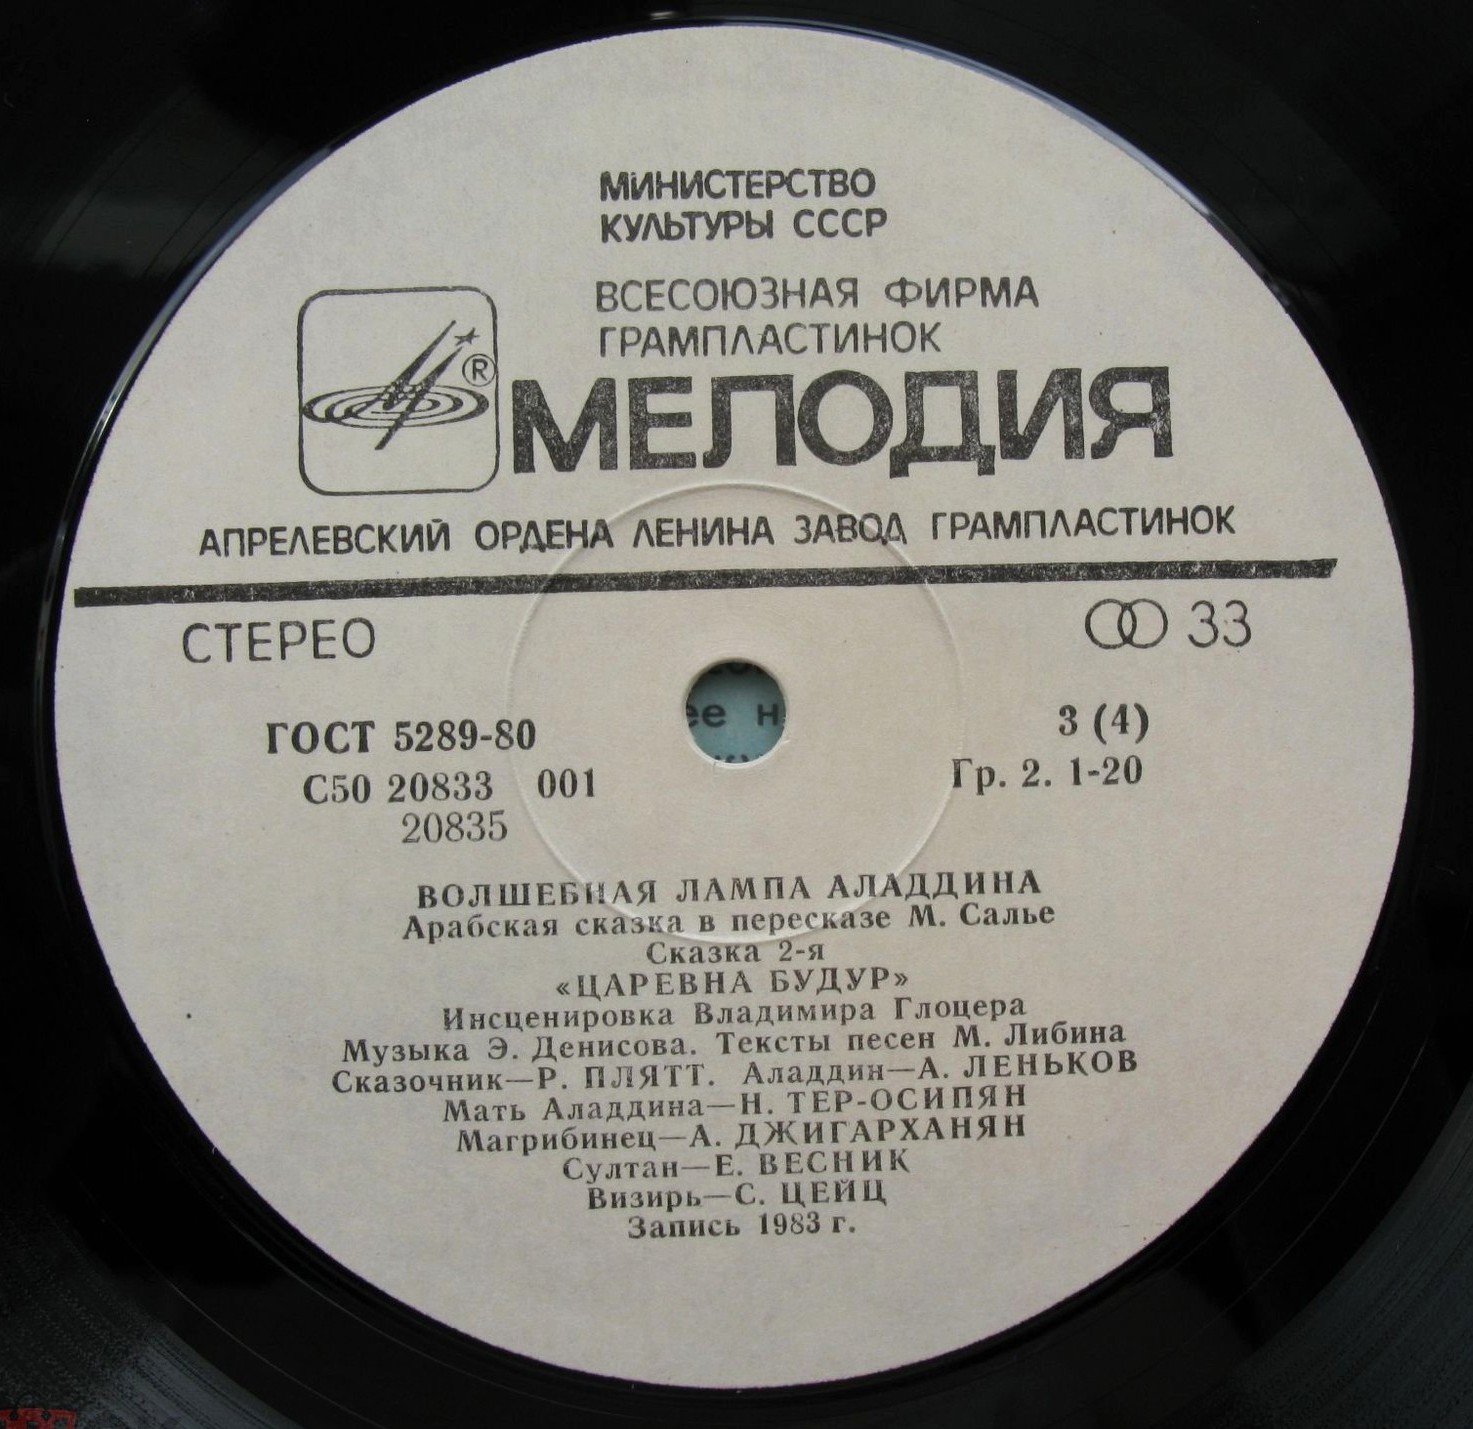 МИНИСТЕРСТВО
КУЛЬТУРЫ СССР
ВСЕСОЮЗНАЯ ФИРМА
ГРАМПЛАСТИНОК
®
МЕЛОДИЯ
АПРЕЛЕВСКИЙ ОРДЕНА ЛЕНИНА ЗАВОД ГРАМПЛАСТИНОК
СТЕРЕО
33
ГОСТ 5289-80
3 (4)
С50 20833 001
Гр. 2. 1-20
20835
ее н
ВОЛШЕБНАЯ ЛАМПА АЛАДДИНА
Арабская сказка в пересказе М. Салье
Сказка 2-я
«ЦАРЕВНА БУДУР»
Инсценировка Владимира Глоцера
Музыка Э. Денисова. Тексты песен М. Либина
Сказочник—Р. ПЛЯТТ. Аладдин—А. ЛЕНЬКОВ
Мать Аладдина—Н. ТЕР-ОСИПЯН
Магрибинец—А. ДЖИГАРХАНЯН
Султан—Е. ВЕСНИК
Визирь—С. ЦЕЙЦ
Запись 1983 г.